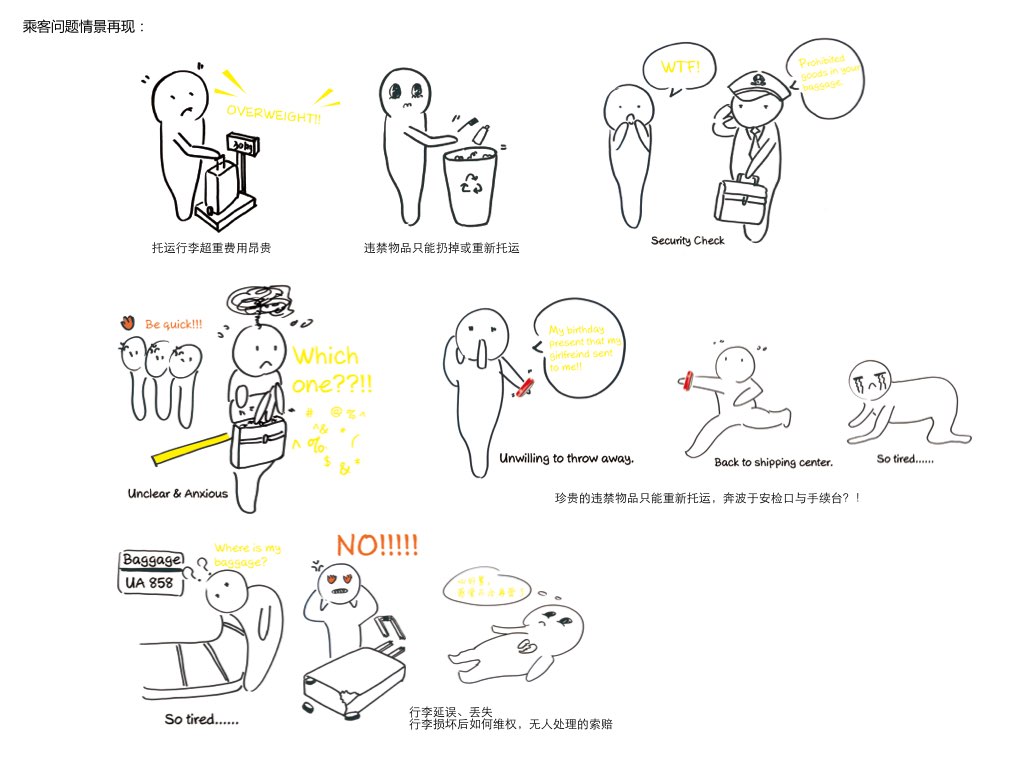 乘客问题情景再现：
OVERWEIGHT!!
托运行李超重费用昂贵
违禁物品只能扔掉或重新托运
WTF!
Prohibited
goods in your
baggage.
Security Check
Be quick!!!
Which
one??!!
Unclear & Anxious
My birthday
present that my
girlfreind sent
to me!!
Unwilling to throw away.
Back to shipping center.
So tired......
珍贵的违禁物品只能重新托运，奔波于安检口与手续台？！
Baggage
UA 858
Where is my
baggage?
So tired......
NO!!!!!
行李延误、丢失
行李损坏后如何维权，无人处理的索赔